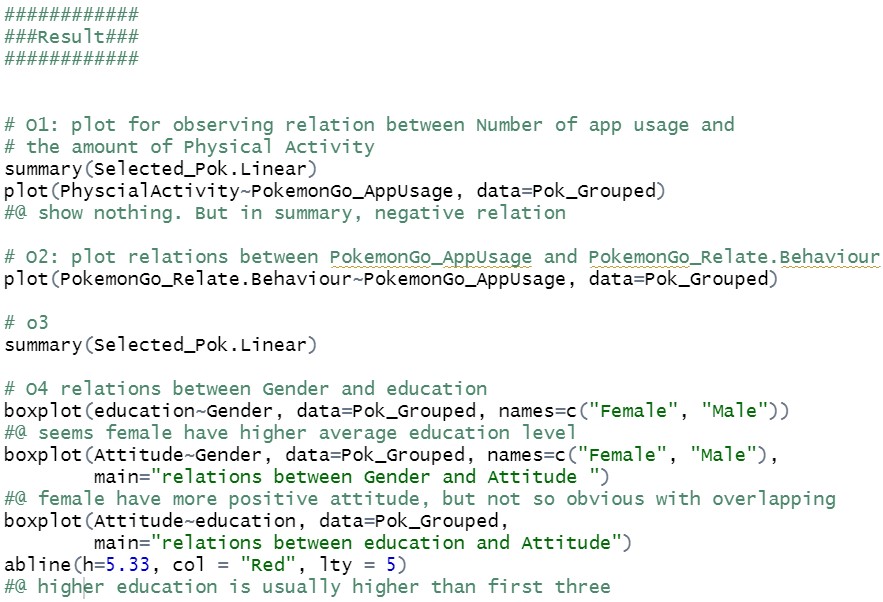 ############
###Result###
############
# O1: plot for observing relation between Number of app usage and
# the amount of Physical Activity
summary(Selected_Pok.Linear)
plot(PhyscialActivity~PokemonGo_AppUsage, data=Pok_Grouped)
#@ show nothing. But in summary, negative relation
# O2: plot relations between PokemonGo_AppUsage and PokemonGo_Relate.Behaviour
plot(PokemonGo_Relate.Behaviour~PokemonGo_AppUsage, data=Pok_Grouped)
# o3
summary(Selected_Pok.Linear)
# O4 relations between Gender and education
boxplot(education~Gender, data=Pok_Grouped, names=c("Female", "Male"))
#@ seems female have higher average education level
boxplot(Attitude~Gender, data=Pok_Grouped, names=c("Female", "Male"),
        main="relations between Gender and Attitude ")
#@ female have more positive attitude, but not so obvious with overlapping
boxplot(Attitude~education, data=Pok_Grouped,
        main="relations between education and Attitude")
abline(h=5.33, col = "Red", lty = 5)
#@ higher education is usually higher than first three